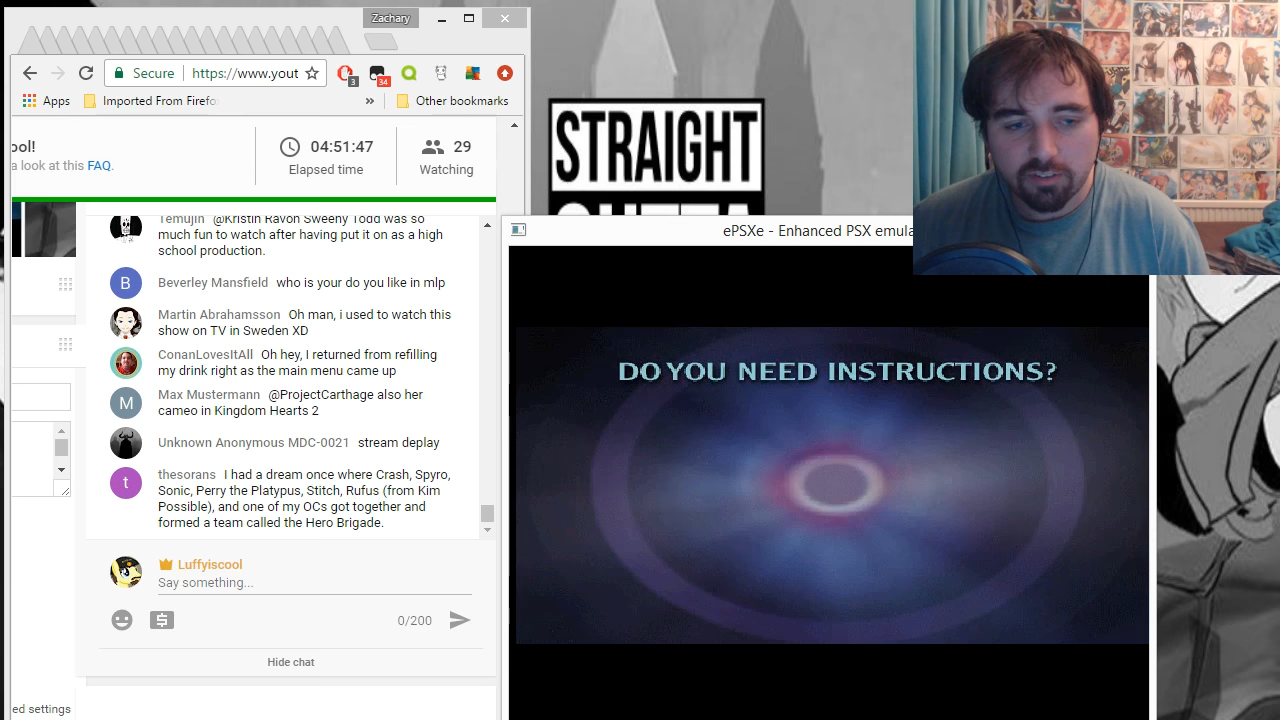 Zachary
Secure
https://www.yout
3
34
Apps
Imported From Firefo
»
Other bookmarks
ool!
a look at this FAQ.
04:51:47
Elapsed time
29
Watching
Temujin @Kristin Ravon Sweeny Todd was so
much fun to watch after having put it on as a high
school production.
B
Beverley Mansfield who is your do you like in mlp
Martin Abrahamsson Oh man, i used to watch this
show on TV in Sweden XD
ConanLovesItAll Oh hey, I returned from refilling
my drink right as the main menu came up
M
Max Mustermann @ProjectCarthage also her
cameo in Kingdom Hearts 2
Unknown Anonymous MDC-0021 stream deplay
t
thesorans I had a dream once where Crash, Spyro,
Sonic, Perry the Platypus, Stitch, Rufus (from Kim
Possible), and one of my OCs got together and
formed a team called the Hero Brigade.
Luffyiscool
Say something...
0/200
Hide chat
ed settings
STRAIGHT
OUTTA
ePSXe - Enhanced PSX emula
DO YOU NEED INSTRUCTIONS?